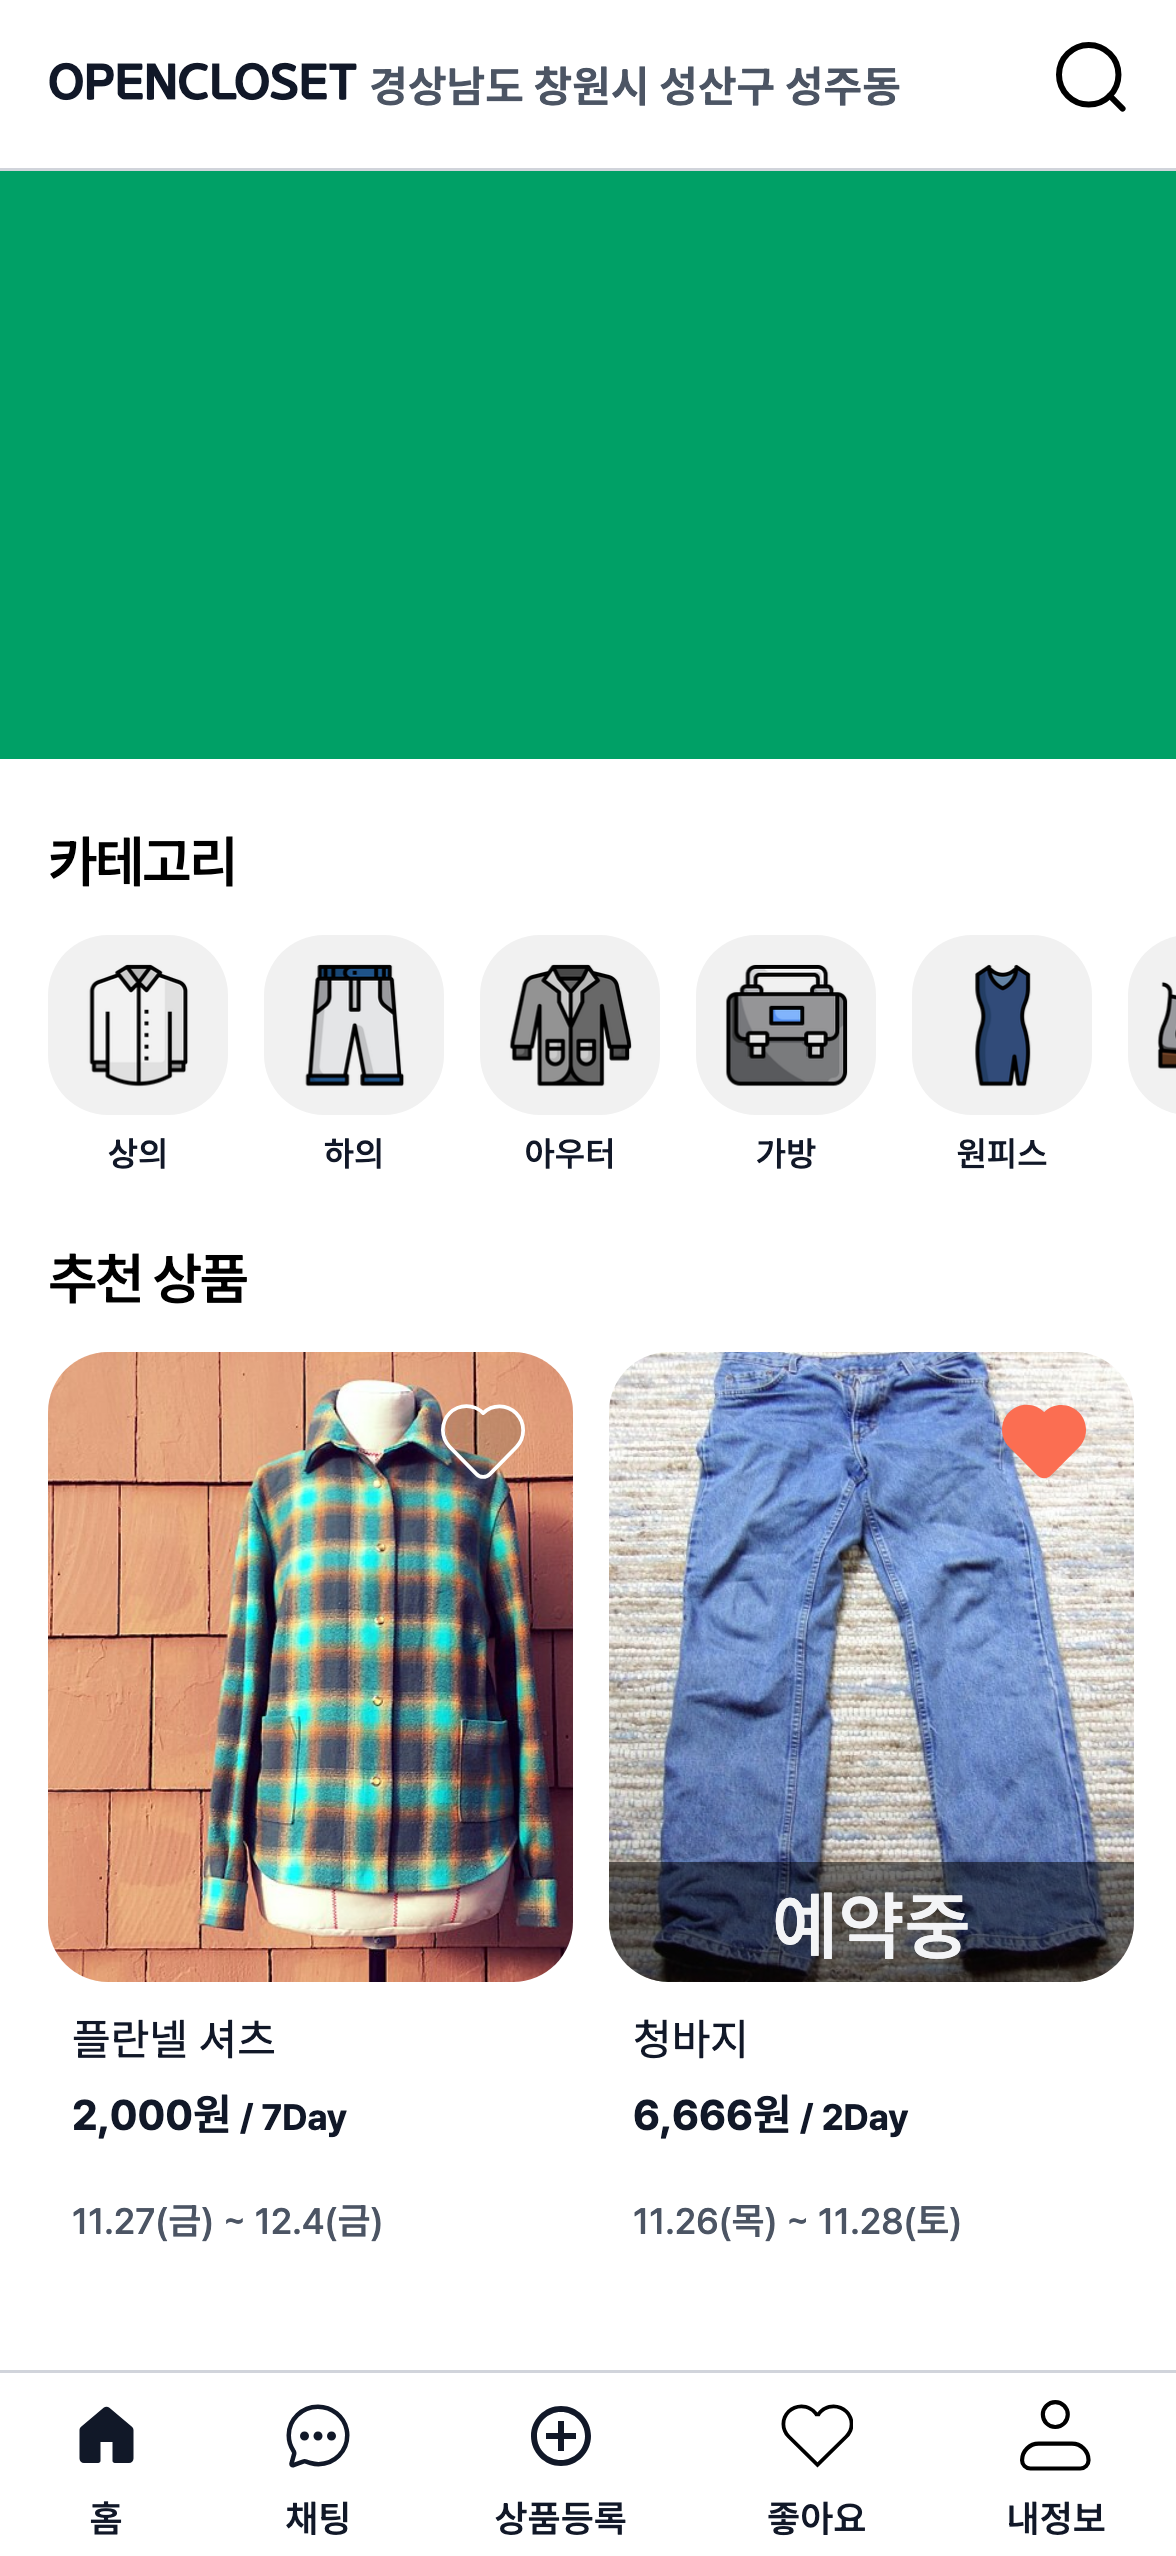 OPENCLOSET 경상남도 창원시 성산구 성주동
카테고리
상의 하의 아우터 가방 원피스
추천 상품
예약중
플란넬 셔츠 청바지
2,000원 / 7Day 6,666원 / 2Day
11.27(금) ~ 12.4(금) 11.26(목) ~ 11.28(토)
홈 채팅 상품등록 좋아요 내정보